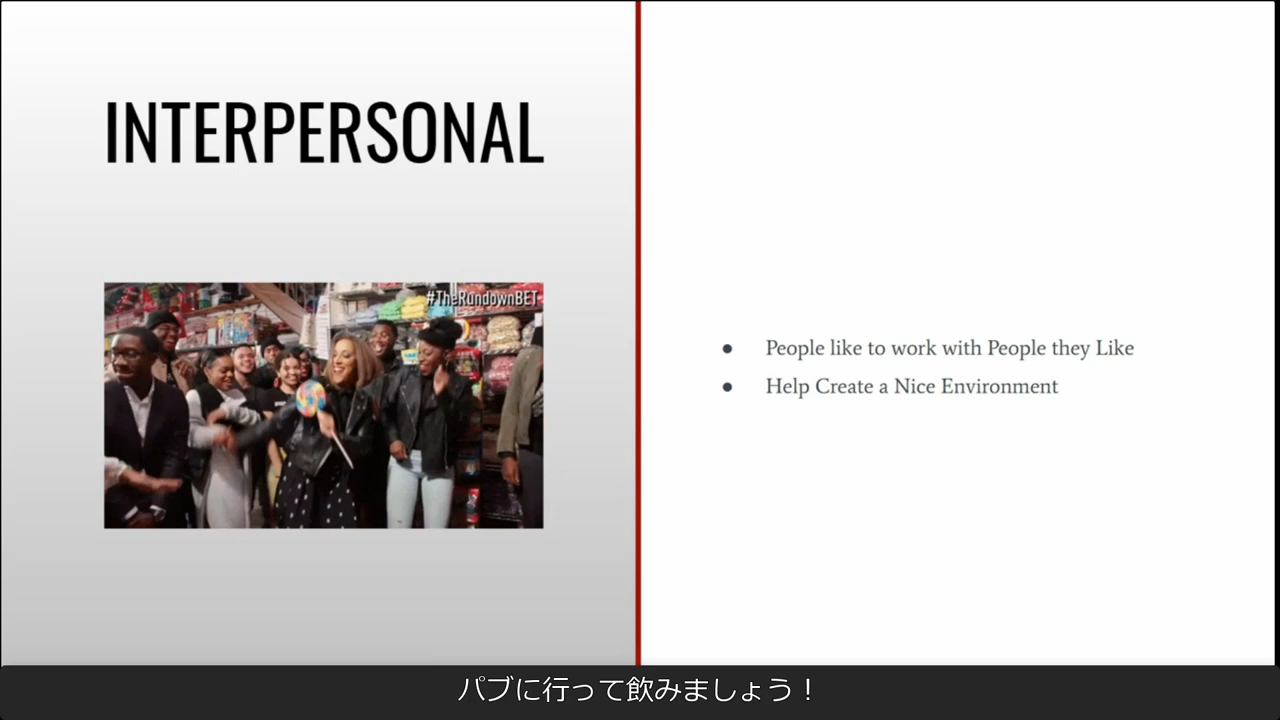 INTERPERSONAL
#TheRundownBET
● People like to work with People they Like
● Help Create a Nice Environment
パブに行って飲みましょう！